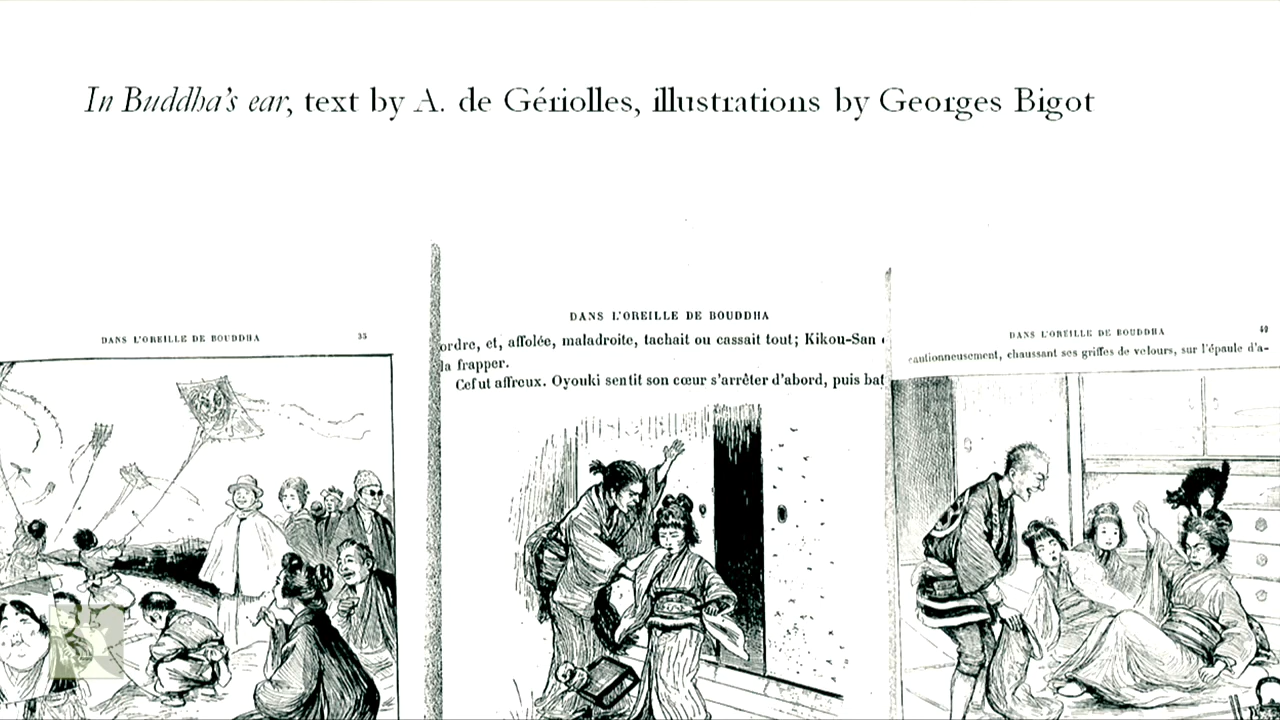 In Buddha's ear, text by A. de Gériolles, illustrations by Georges Bigot
DANS L'OREILLE DE BOUDDHA 35
DANS L'OREILLE DE BOUDDHA
ordre, et, affolée, maladroite, tachait ou cassait tout; Kikou-San
la frapper.
Cefut affreux. Oyouki sentit son cœur s'arrêter d'abord, puis bat
DANS L'OREILLE DE BOUDDHA 49
cautionneusement, chaussant ses griffes de velours, sur l'épaule d'a-